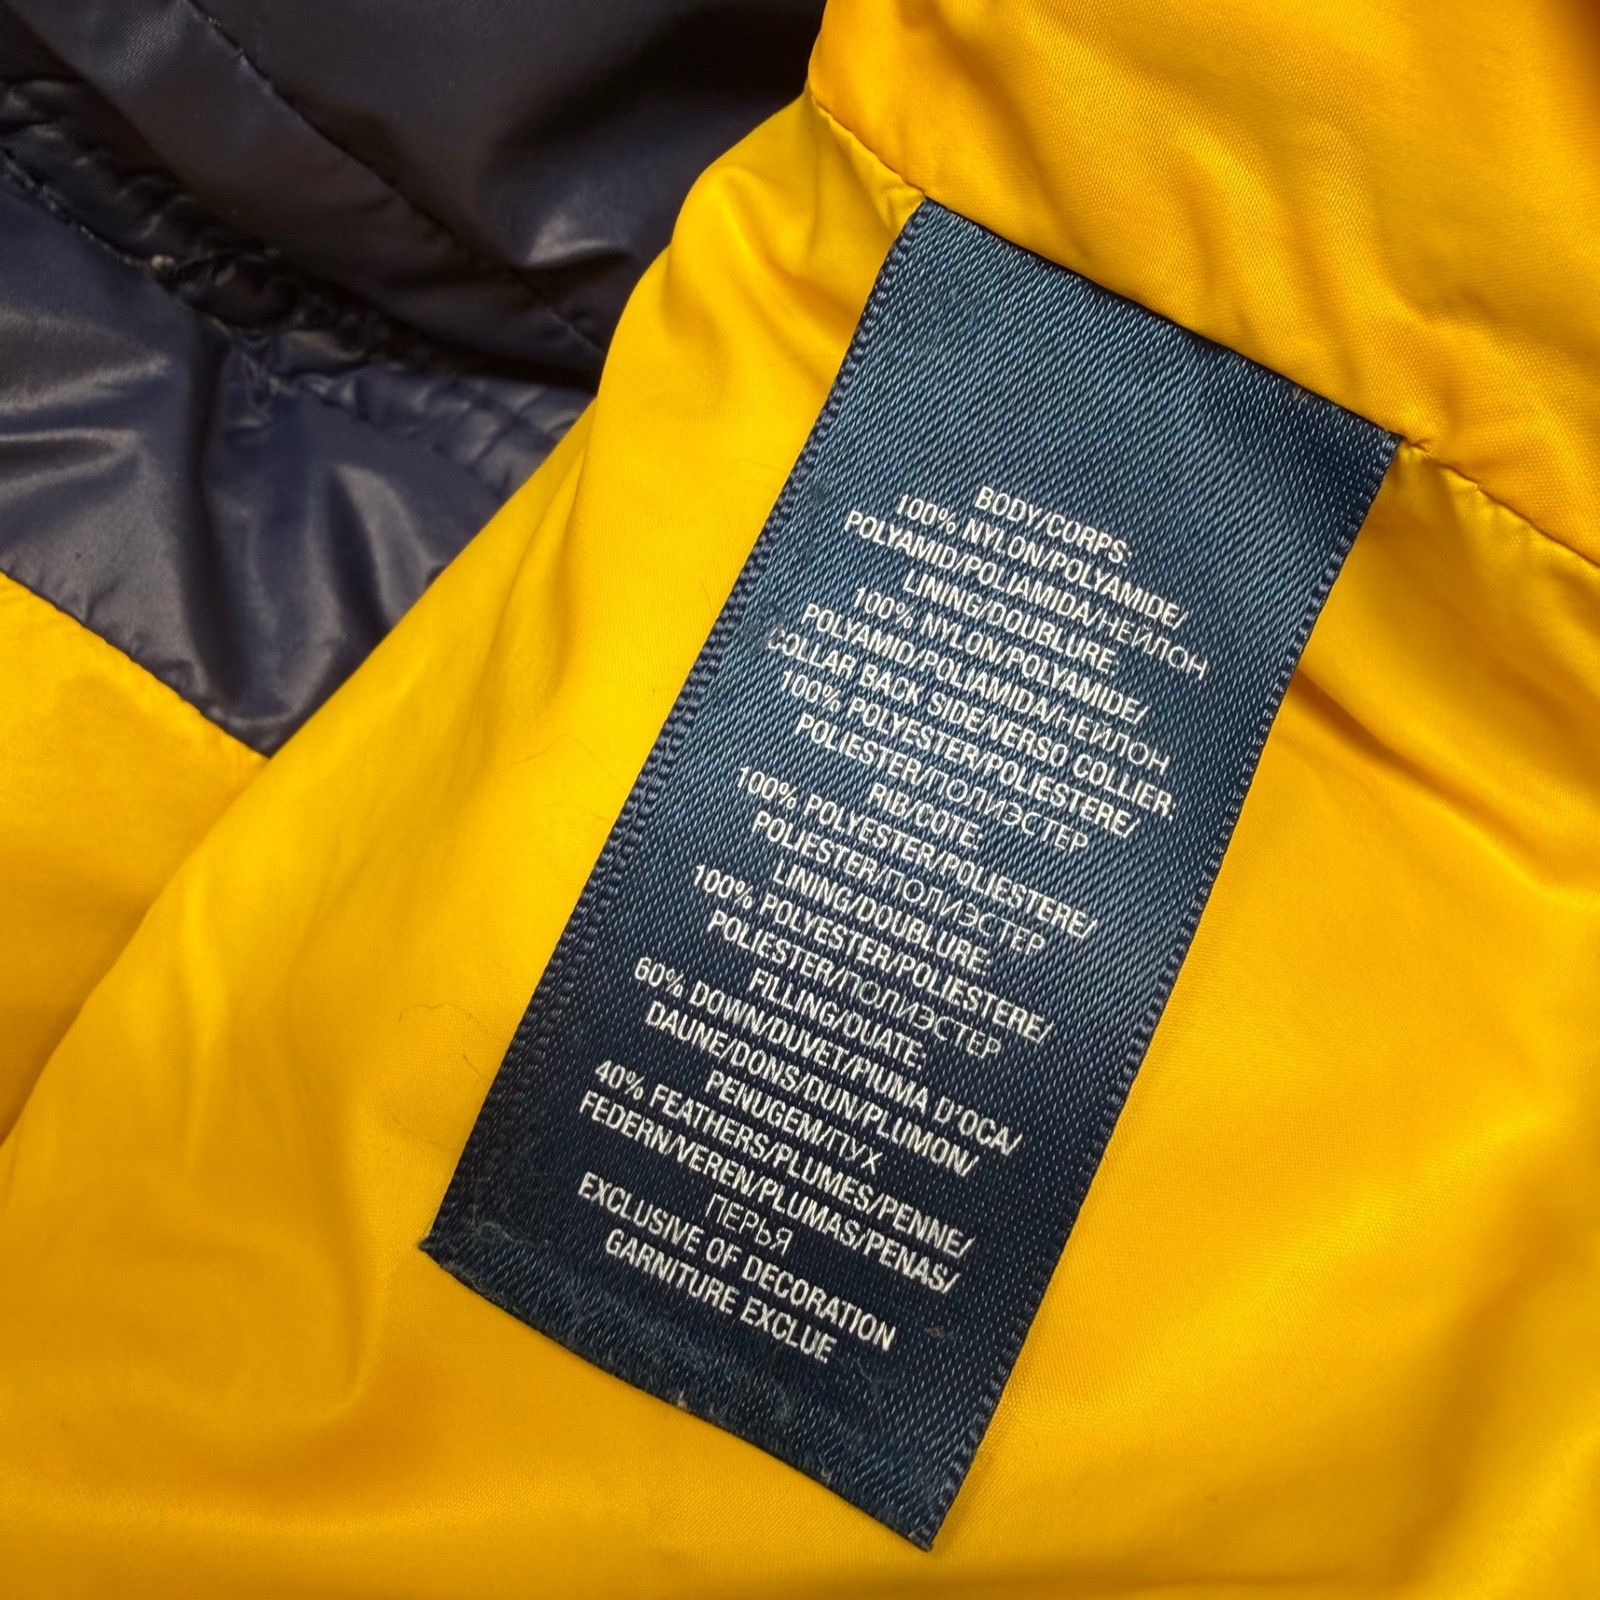 BODY/CORPS:
100% NYLON/POLYAMIDE/
POLYAMID/POLIAMIDA/НЕЙЛОН
LINING/DOUBLURE
100% NYLON/POLYAMIDE/
POLYAMID/POLIAMIDA/НЕЙЛОН
COLLAR BACK SIDE/VERSO COLLIER,
100% POLYESTER/POLIESTERE/
POLIESTER/ПОЛИЭСТЕР
RIB/COTE.
100% POLYESTER/POLIESTERE/
POLIESTER/ПОЛИЭСТЕР
LINING/DOUBLURE.
100% POLYESTER/POLIESTERE/
POLIESTER/ПОЛИЭСТЕР
FILLING/DUATE.
60% DOWN/DUVET/PIUMA D'OCA/
DAUNE/DONS/DUN/PLUMON/
PENUGEM/ПУХ
40% FEATHERS/PLUMES/PENNE/
FEDERN/VEREN/PLUMAS/PENAS/
ПЕРЬЯ
EXCLUSIVE OF DECORATION
GARNITURE EXCLUE